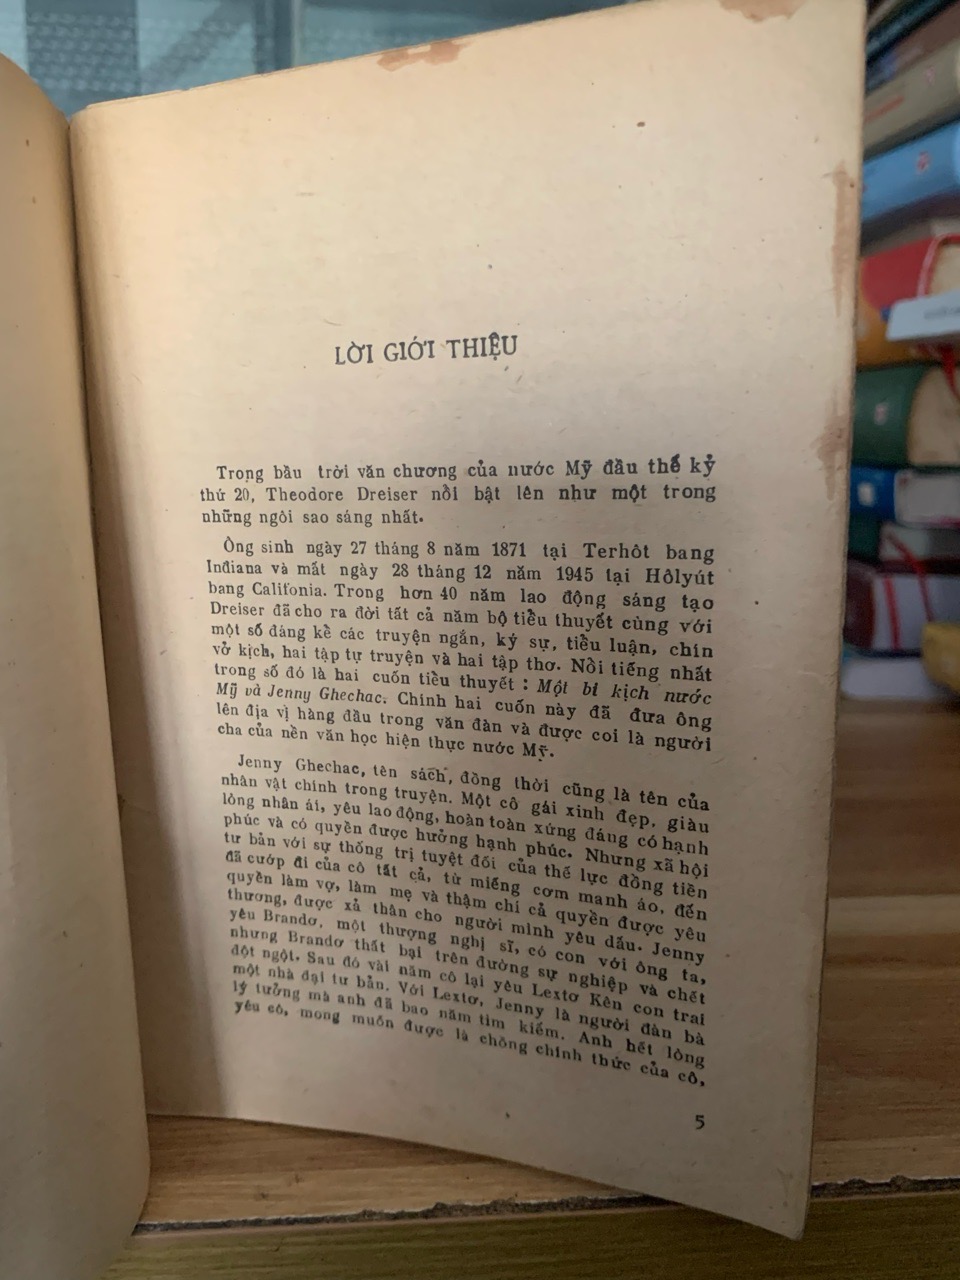 LỜI GIỚI THIỆU
Trong bầu trời văn chương của nước Mỹ đầu thế kỷ
thứ 20, Theodore Dreiser nổi bật lên như một trong
những ngôi sao sáng nhất.
Ông sinh ngày 27 tháng 8 năm 1871 tại Terhôt bang
Indiana và mất ngày 28 tháng 12 năm 1945 tại Hôlyút
bang Califonia. Trong hơn 40 năm lao động sáng tạo
Dreiser đã cho ra đời tất cả năm bộ tiểu thuyết cùng với
một số đáng kể các truyện ngắn, ký sự, tiểu luận, chín
vở kịch, hai tập tự truyện và hai tập thơ. Nổi tiếng nhất
trong số đó là hai cuốn tiểu thuyết : Một bi kịch nước
Mỹ và Jenny Ghechac. Chính hai cuốn này đã đưa ông
lên địa vị hàng đầu trong văn đàn và được coi là người
cha của nền văn học hiện thực nước Mỹ.
Jenny Ghechac, tên sách, đồng thời cũng là tên của
nhân vật chính trong truyện. Một cô gái xinh đẹp, giàu
lòng nhân ái, yêu lao động, hoàn toàn xứng đáng có hạnh
phúc và có quyền được hưởng hạnh phúc. Nhưng xã hội
tư bản với sự thống trị tuyệt đối của thế lực đồng tiền
đã cướp đi của cô tất cả, từ miếng cơm manh áo, đến
quyền làm vợ, làm mẹ và thậm chí cả quyền được yêu
thương, được xả thân cho người mình yêu dấu. Jenny
yêu Brandơ, một thượng nghị sĩ, có con với ông ta,
nhưng Brandơ thất bại trên đường sự nghiệp và chết
đột ngột. Sau đó vài năm cô lại yêu Lextơ Kên con trai
một nhà đại tư bản. Với Lextơ, Jenny là người đàn bà
lý tưởng mà anh đã bao năm tìm kiếm. Anh hết lòng
yêu cô, mong muốn được là chồng chính thức của cô,
5